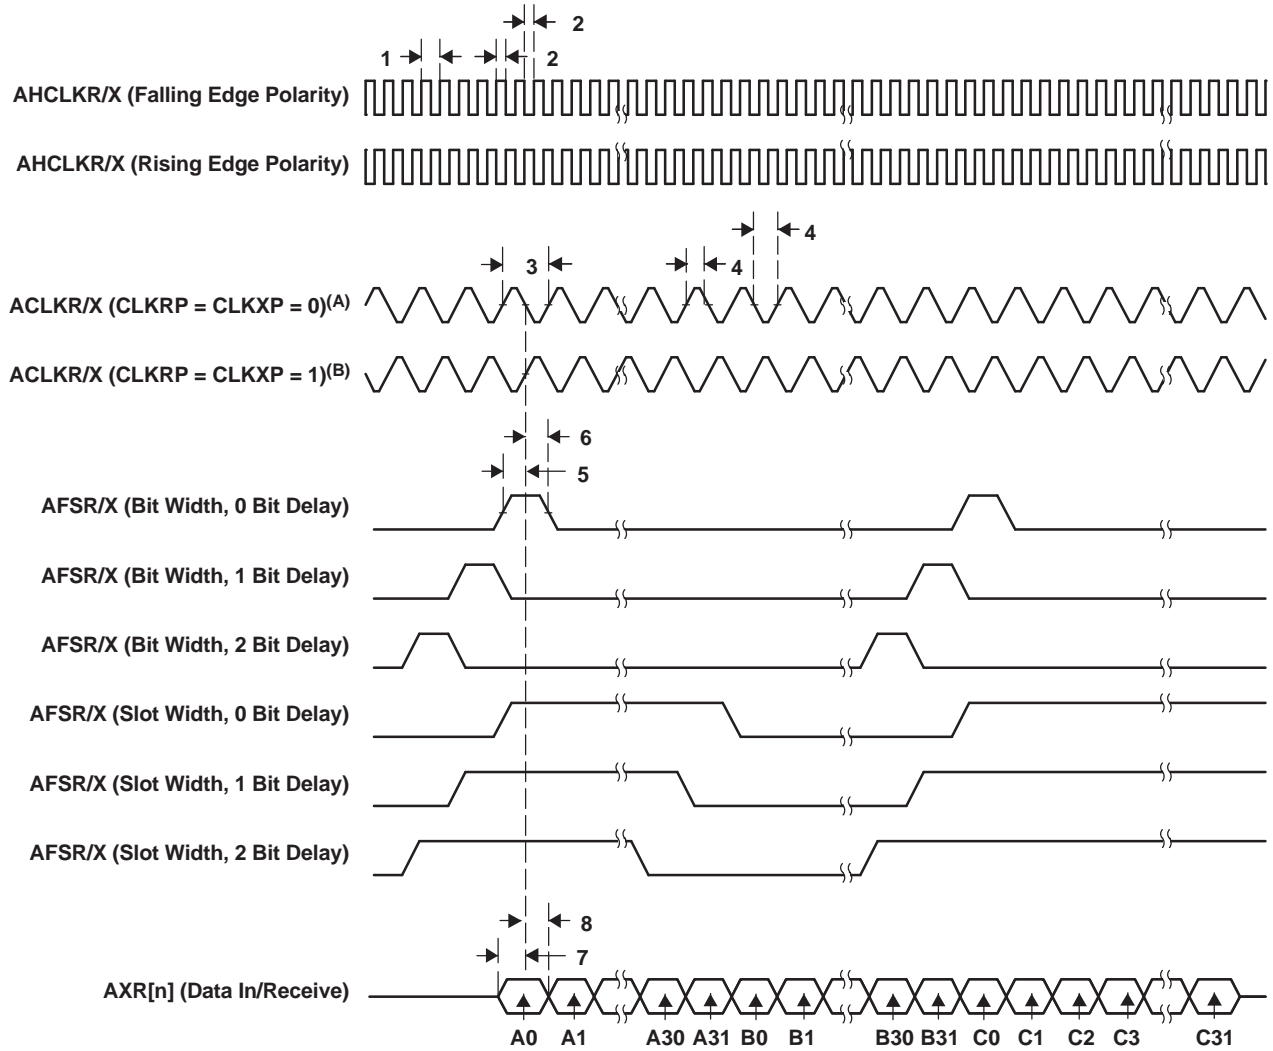 2
1
2
AHCLKR/X (Falling Edge Polarity)
AHCLKR/X (Rising Edge Polarity)
4
3
4
ACLKR/X (CLKRP = CLKXP = 0)(A)
ACLKR/X (CLKRP = CLKXP = 1)(B)
6
5
AFSR/X (Bit Width, 0 Bit Delay)
AFSR/X (Bit Width, 1 Bit Delay)
AFSR/X (Bit Width, 2 Bit Delay)
AFSR/X (Slot Width, 0 Bit Delay)
AFSR/X (Slot Width, 1 Bit Delay)
AFSR/X (Slot Width, 2 Bit Delay)
8
7
AXR[n] (Data In/Receive)
A0 A1 A30 A31 B0 B1 B30 B31 C0 C1 C2 C3 C31